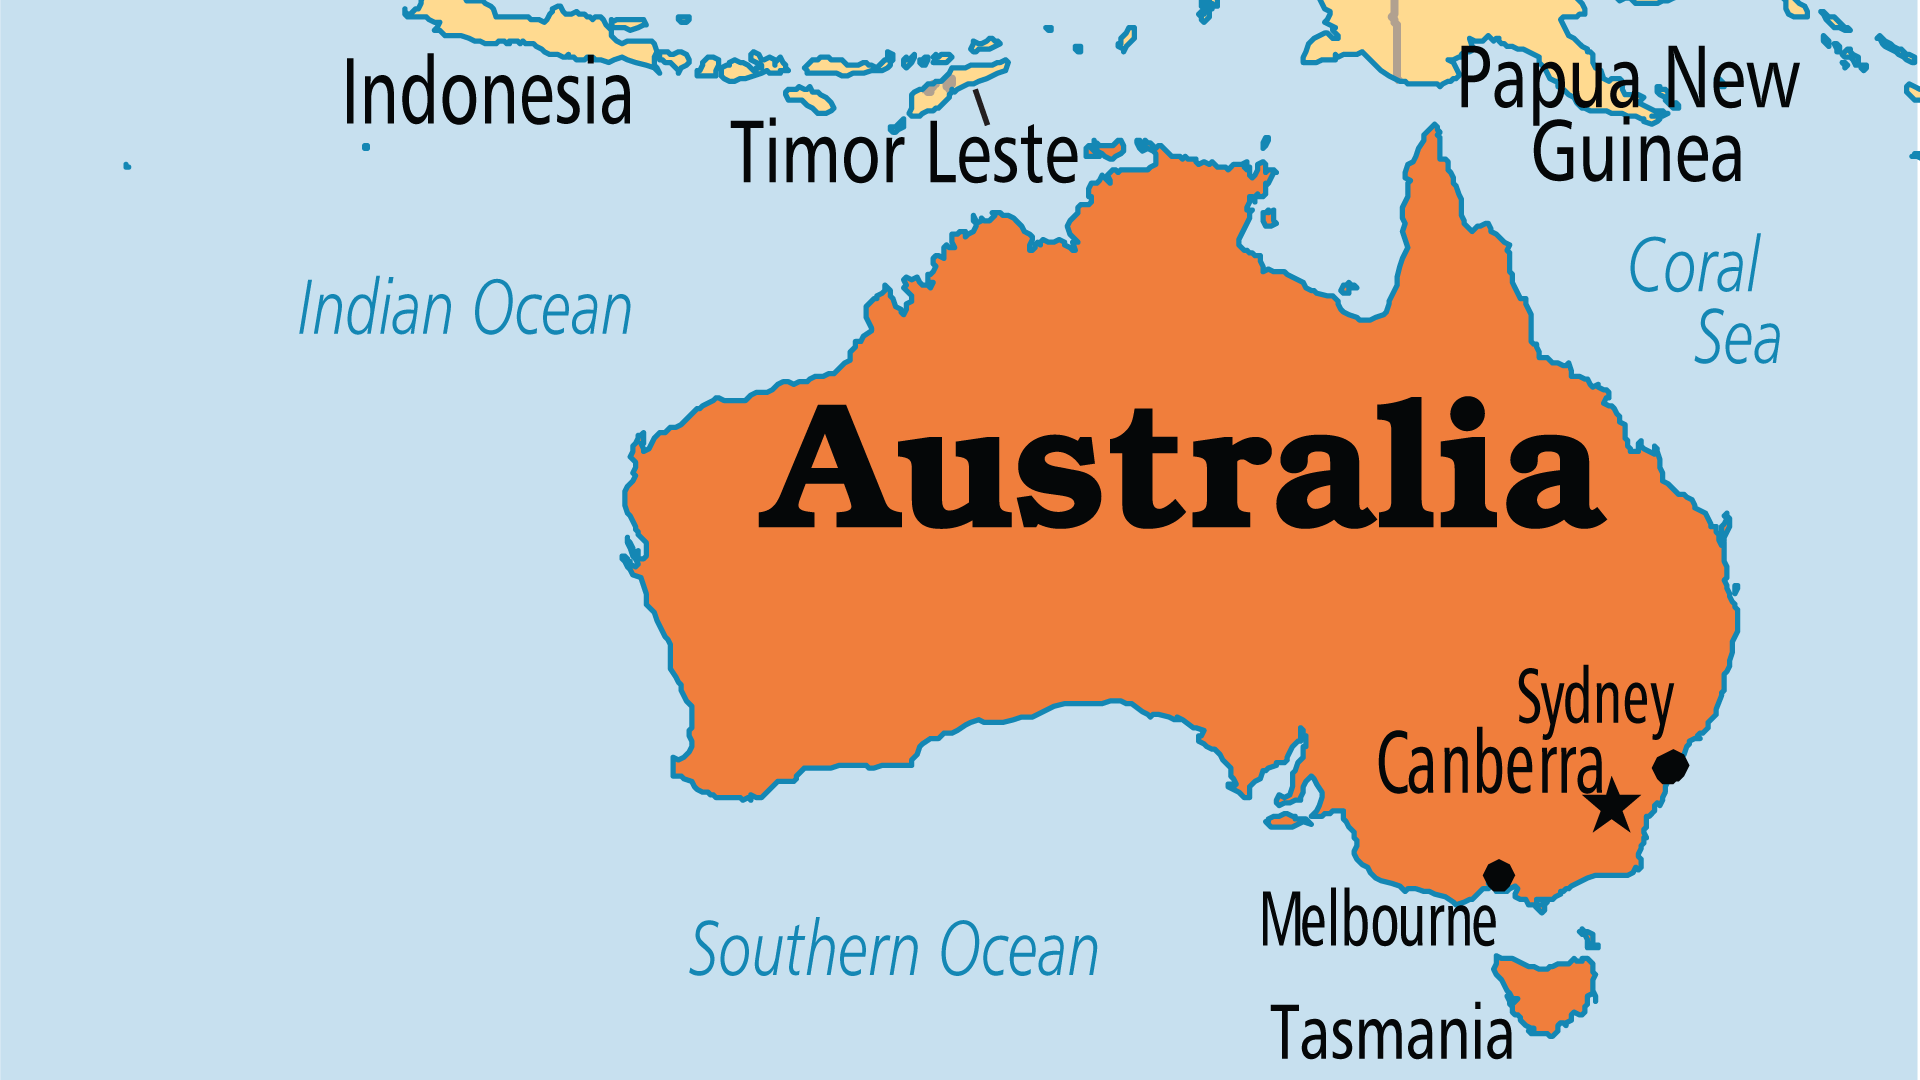 Indonesia
Papua New
Guinea
Timor Leste
Indian Ocean
Coral
Sea
Australia
Sydney
Canberra
Melbourne
Southern Ocean
Tasmania